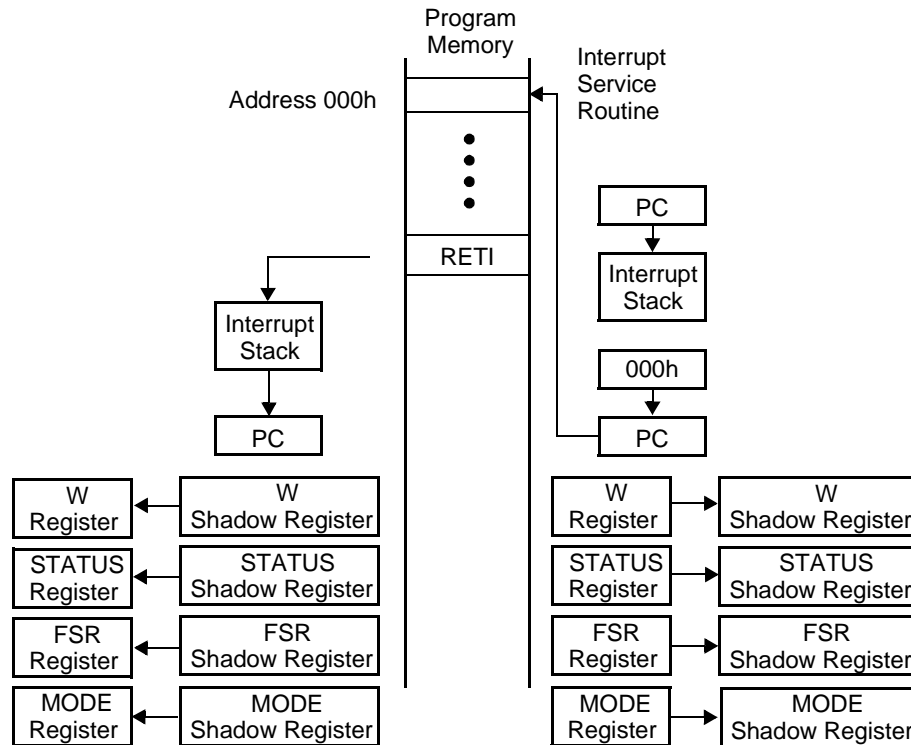 Program
Memory
Interrupt
Service
Routine
Address 000h
PC
RETI
Interrupt
Stack
Interrupt
Stack
000h
PC
PC
W
Register
W
Shadow Register
W
Register
W
Shadow Register
STATUS
Register
STATUS
Shadow Register
STATUS
Register
STATUS
Shadow Register
FSR
Register
FSR
Shadow Register
FSR
Register
FSR
Shadow Register
MODE
Register
MODE
Shadow Register
MODE
Register
MODE
Shadow Register